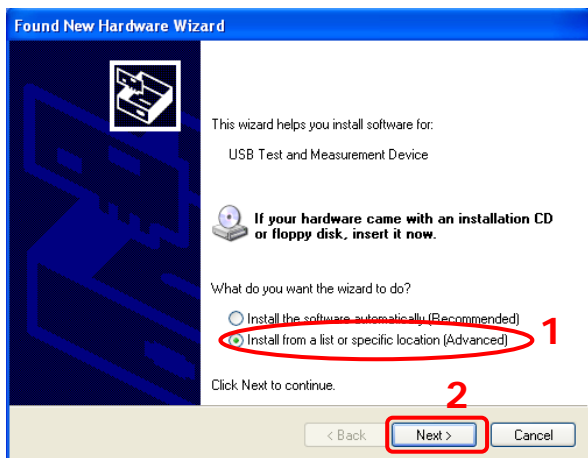 Found New Hardware Wizard
This wizard helps you install software for:
USB Test and Measurement Device
If your hardware came with an installation CD
or floppy disk, insert it now.
What do you want the wizard to do?
Install the software automatically (Recommended)
Install from a list or specific location (Advanced)
1
Click Next to continue.
2
< Back
Next >
Cancel